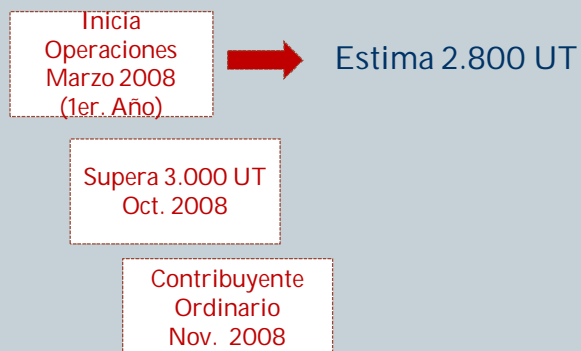 Inicia
Operaciones
Marzo 2008
(1er. Año)
Estima 2.800 UT
Supera 3.000 UT
Oct. 2008
Contribuyente
Ordinario
Nov. 2008